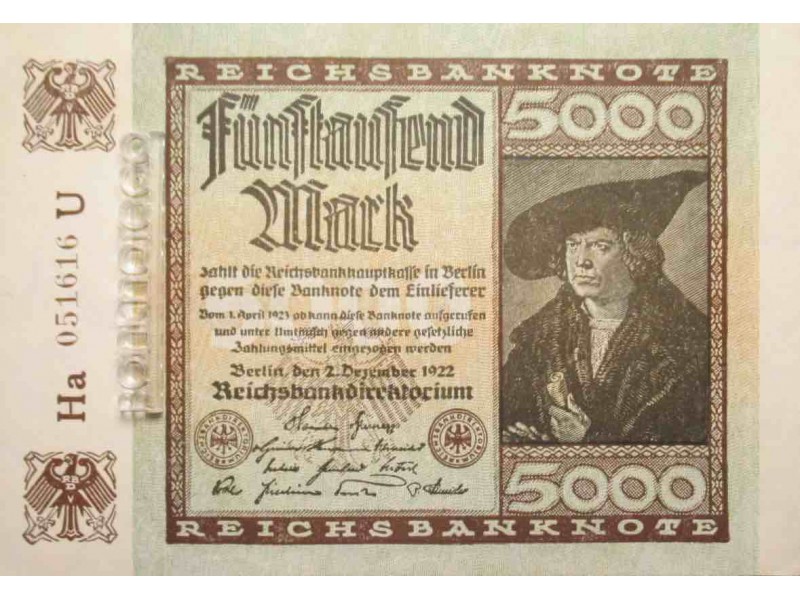 REICHSBANKNOTE
Fünftausend
Mark
5000
zahlt die Reichsbankhauptkasse in Berlin
gegen diese Banknote dem Einlieferer
Vom 1. April 1923 ab kann diese Banknote aufgerufen
und unter Umtausch gegen andere gesetzliche
Zahlungsmittel eingezogen werden
Berlin, den 2. Dezember 1922
Reichsbankdirektorium
5000
REICHSBANKNOTE
Ha 051616 U